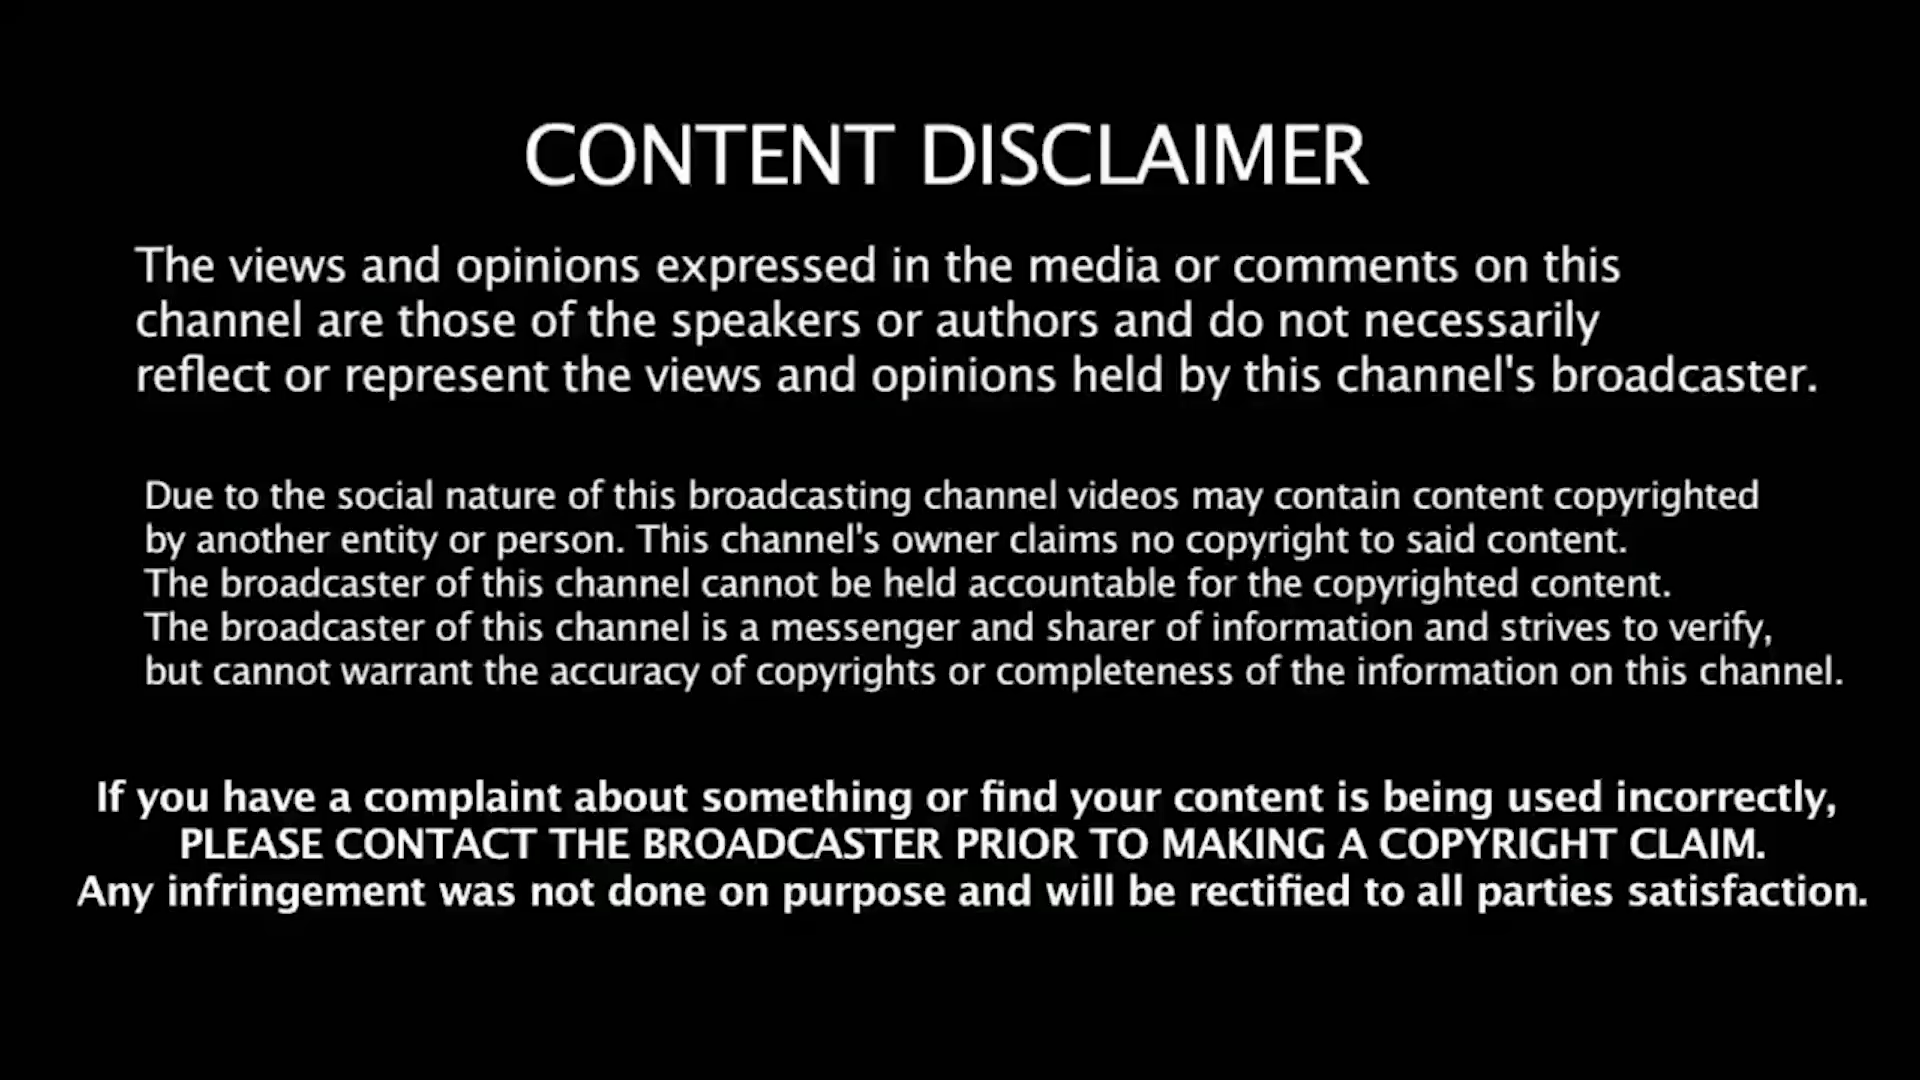 CONTENT DISCLAIMER
The views and opinions expressed in the media or comments on this
channel are those of the speakers or authors and do not necessarily
reflect or represent the views and opinions held by this channel's broadcaster.
Due to the social nature of this broadcasting channel videos may contain content copyrighted
by another entity or person. This channel's owner claims no copyright to said content.
The broadcaster of this channel cannot be held accountable for the copyrighted content.
The broadcaster of this channel is a messenger and sharer of information and strives to verify,
but cannot warrant the accuracy of copyrights or completeness of the information on this channel.
If you have a complaint about something or find your content is being used incorrectly,
PLEASE CONTACT THE BROADCASTER PRIOR TO MAKING A COPYRIGHT CLAIM.
Any infringement was not done on purpose and will be rectified to all parties satisfaction.